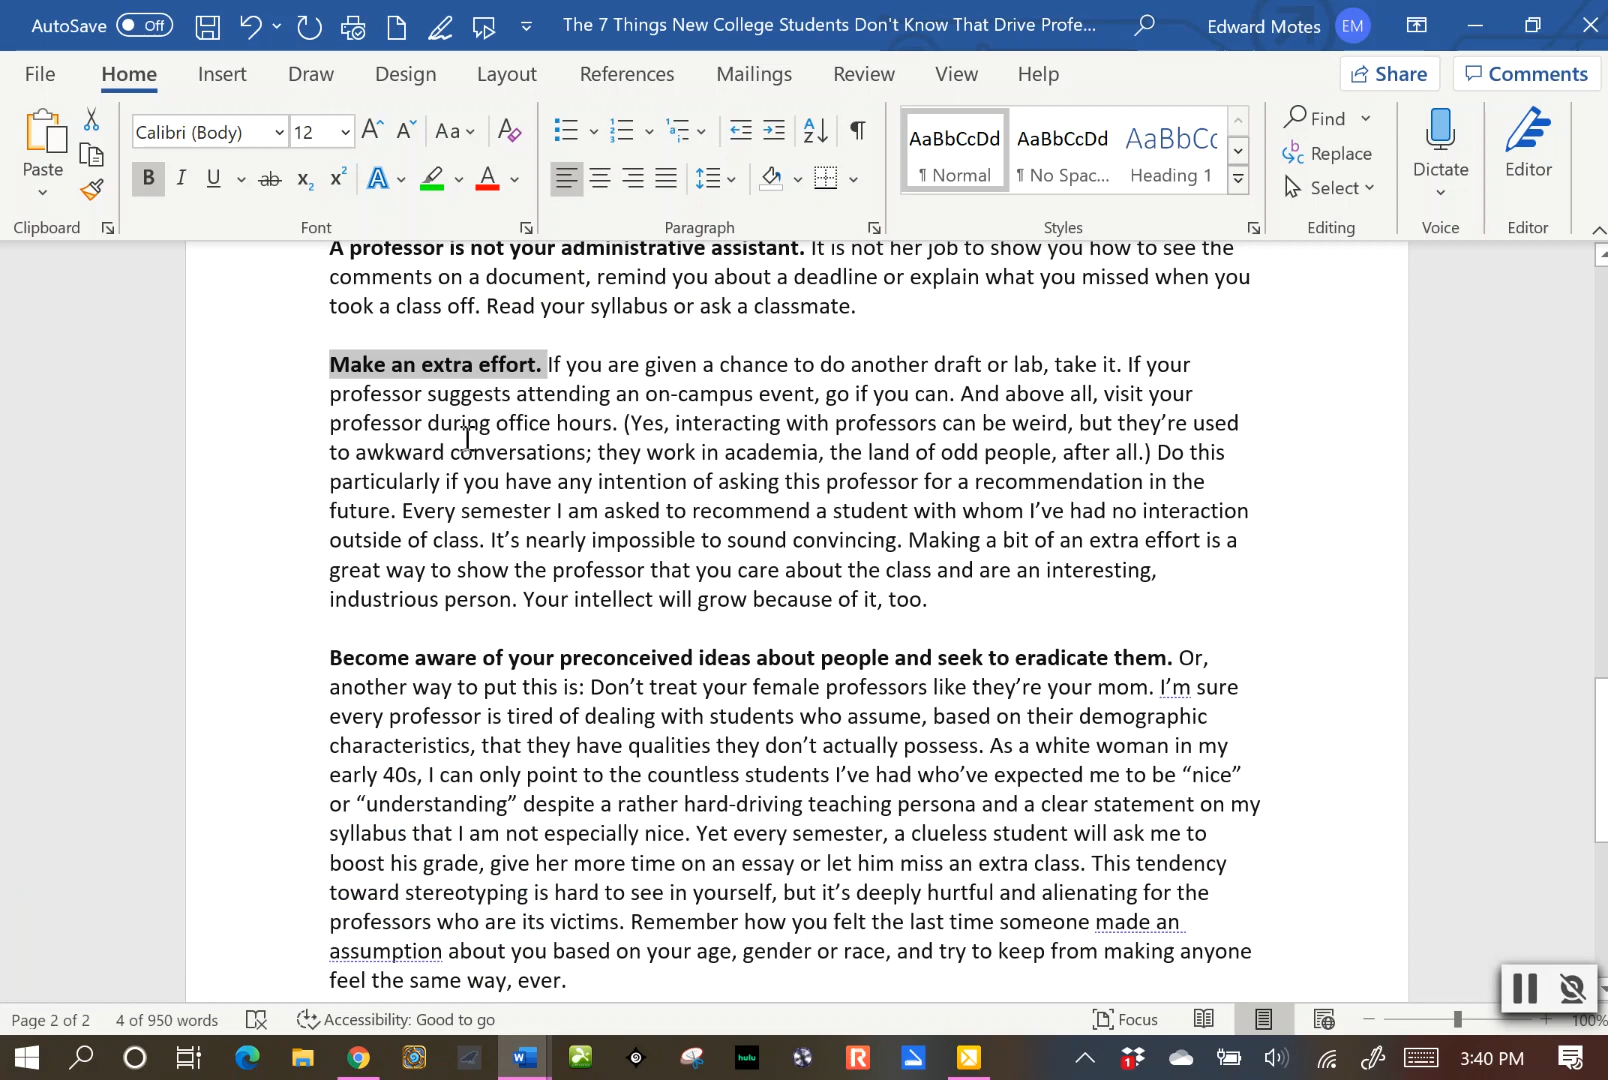 AutoSave Off The 7 Things New College Students Don't Know That Drive Profe... Edward Motes EM
File Home Insert Draw Design Layout References Mailings Review View Help Share Comments
Paste Calibri (Body) 12 Aa AaBbCcDd ¶ Normal AaBbCcDd ¶ No Spac... AaBbCc Heading 1 Find Replace Select Dictate Editor
Clipboard Font Paragraph Styles Editing Voice Editor
A professor is not your administrative assistant. It is not her job to show you how to see the
comments on a document, remind you about a deadline or explain what you missed when you
took a class off. Read your syllabus or ask a classmate.
Make an extra effort. If you are given a chance to do another draft or lab, take it. If your
professor suggests attending an on-campus event, go if you can. And above all, visit your
professor during office hours. (Yes, interacting with professors can be weird, but they’re used
to awkward conversations; they work in academia, the land of odd people, after all.) Do this
particularly if you have any intention of asking this professor for a recommendation in the
future. Every semester I am asked to recommend a student with whom I’ve had no interaction
outside of class. It’s nearly impossible to sound convincing. Making a bit of an extra effort is a
great way to show the professor that you care about the class and are an interesting,
industrious person. Your intellect will grow because of it, too.
Become aware of your preconceived ideas about people and seek to eradicate them. Or,
another way to put this is: Don’t treat your female professors like they’re your mom. I’m sure
every professor is tired of dealing with students who assume, based on their demographic
characteristics, that they have qualities they don’t actually possess. As a white woman in my
early 40s, I can only point to the countless students I’ve had who’ve expected me to be “nice”
or “understanding” despite a rather hard-driving teaching persona and a clear statement on my
syllabus that I am not especially nice. Yet every semester, a clueless student will ask me to
boost his grade, give her more time on an essay or let him miss an extra class. This tendency
toward stereotyping is hard to see in yourself, but it’s deeply hurtful and alienating for the
professors who are its victims. Remember how you felt the last time someone made an
assumption about you based on your age, gender or race, and try to keep from making anyone
feel the same way, ever.
Page 2 of 2 4 of 950 words Accessibility: Good to go Focus 100%
hulu 3:40 PM